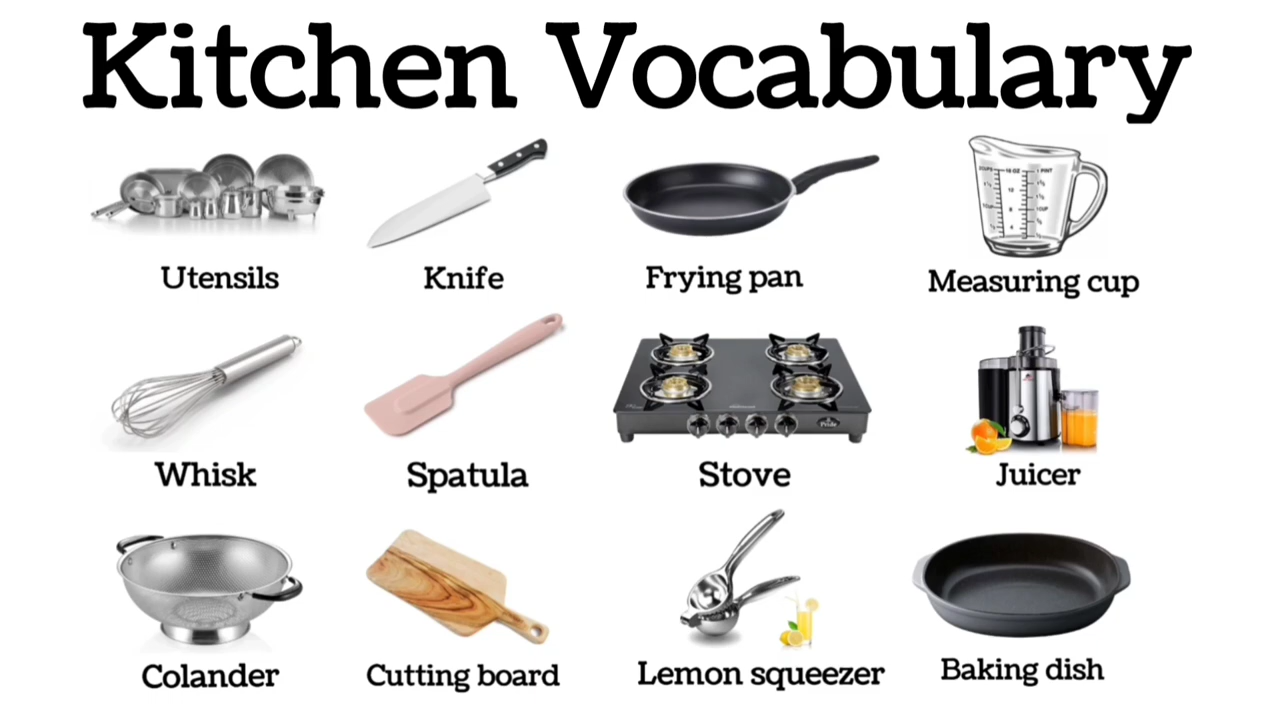 Kitchen Vocabulary
Utensils
Knife
Frying pan
Measuring cup
Whisk
Spatula
Stove
Pride
Juicer
Colander
Cutting board
Lemon squeezer
Baking dish